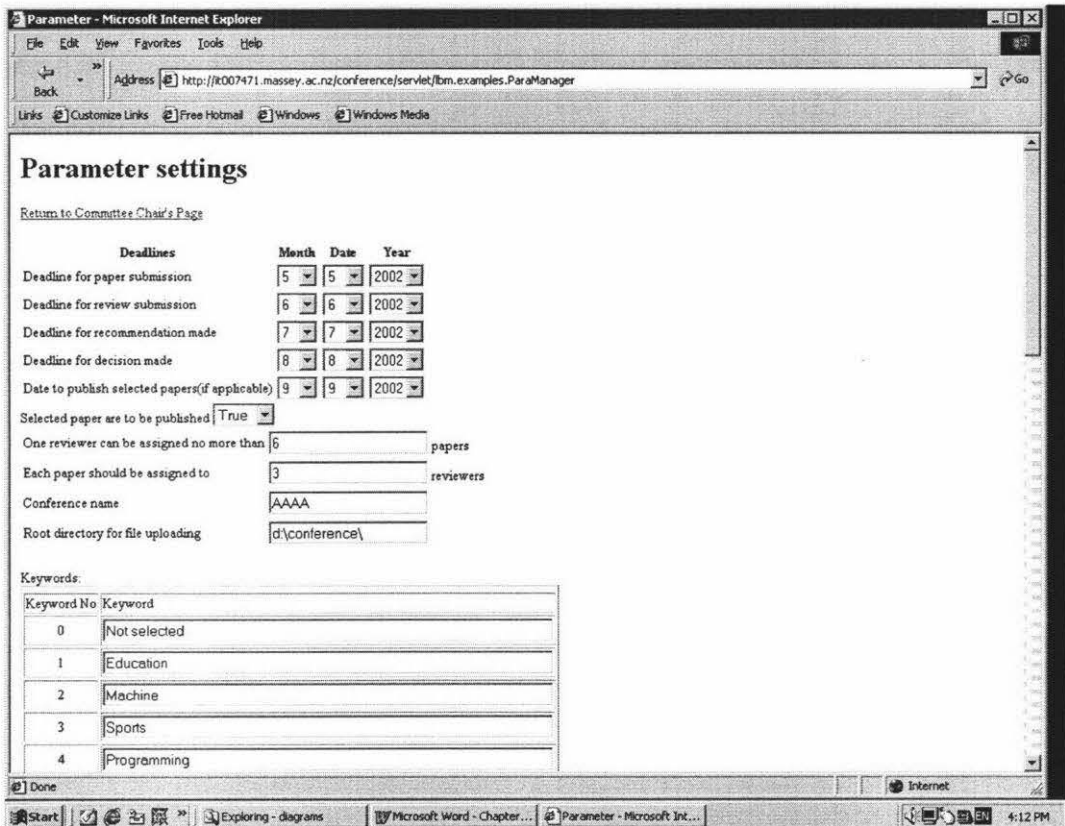 Parameter - Microsoft Internet Explorer
File Edit View Favorites Tools Help
Back » Address http://it007471.massey.ac.nz/conference/servlet/lbm.examples.ParaManager Go
Links Customize Links Free Hotmail Windows Windows Media
Parameter settings
Return to Committee Chair's Page
Deadlines Month Date Year
Deadline for paper submission 5 5 2002
Deadline for review submission 6 6 2002
Deadline for recommendation made 7 7 2002
Deadline for decision made 8 8 2002
Date to publish selected papers(if applicable) 9 9 2002
Selected paper are to be published True
One reviewer can be assigned no more than 6 papers
Each paper should be assigned to 3 reviewers
Conference name AAAA
Root directory for file uploading d:\conference\
Keywords:
Keyword No Keyword
0 Not selected
1 Education
2 Machine
3 Sports
4 Programming
Done Internet
Start » Exploring - diagrams Microsoft Word - Chapter... Parameter - Microsoft Int... EN 4:12 PM